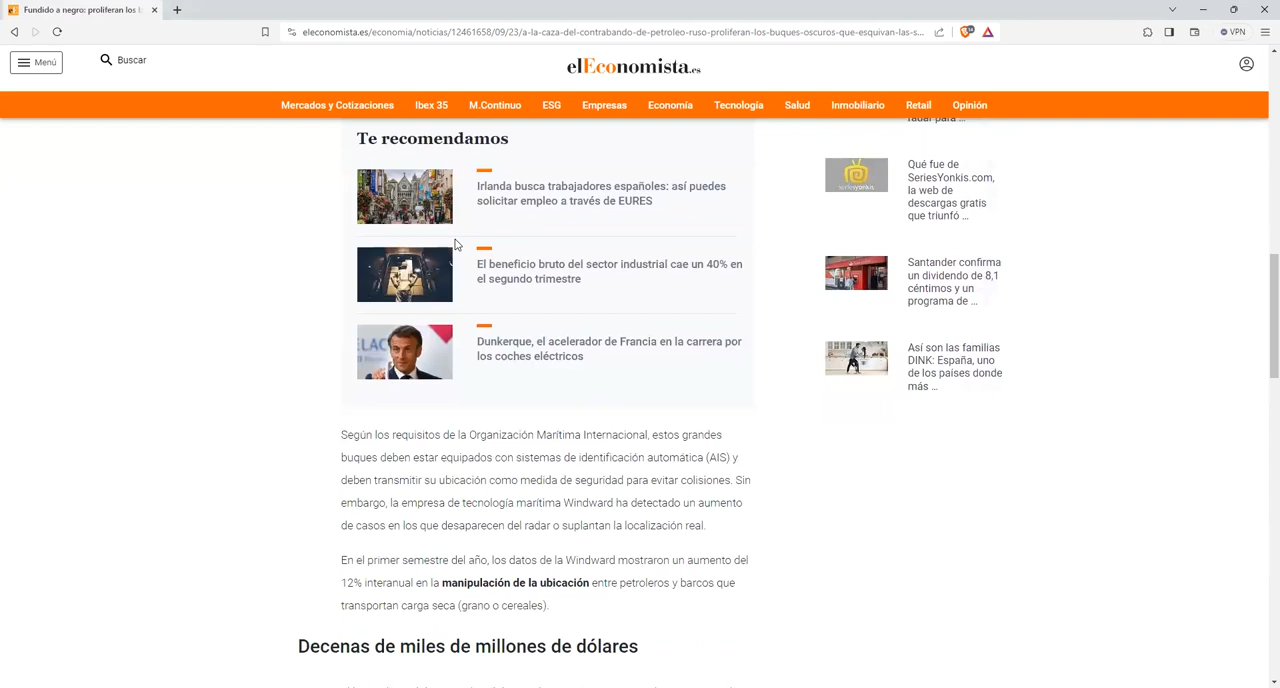 Fundido a negro: proliferan los
eleconomista.es/economia/noticias/12461658/09/23/a-la-caza-del-contrabando-de-petroleo-ruso-proliferan-los-buques-oscuros-que-esquivan-las-s...
VPN
Menú
Buscar
elEconomista.es
Mercados y Cotizaciones Ibex 35 M.Continuo ESG Empresas Economía Tecnología Salud Inmobiliario Retail Opinión
Te recomendamos
Irlanda busca trabajadores españoles: así puedes
solicitar empleo a través de EURES
El beneficio bruto del sector industrial cae un 40% en
el segundo trimestre
Dunkerque, el acelerador de Francia en la carrera por
los coches eléctricos
Según los requisitos de la Organización Marítima Internacional, estos grandes
buques deben estar equipados con sistemas de identificación automática (AIS) y
deben transmitir su ubicación como medida de seguridad para evitar colisiones. Sin
embargo, la empresa de tecnología marítima Windward ha detectado un aumento
de casos en los que desaparecen del radar o suplantan la localización real.
En el primer semestre del año, los datos de la Windward mostraron un aumento del
12% interanual en la manipulación de la ubicación entre petroleros y barcos que
transportan carga seca (grano o cereales).
Decenas de miles de millones de dólares
radar para ...
Qué fue de
SeriesYonkis.com,
la web de
descargas gratis
que triunfó ...
Santander confirma
un dividendo de 8,1
céntimos y un
programa de ...
Así son las familias
DINK: España, uno
de los países donde
más ...